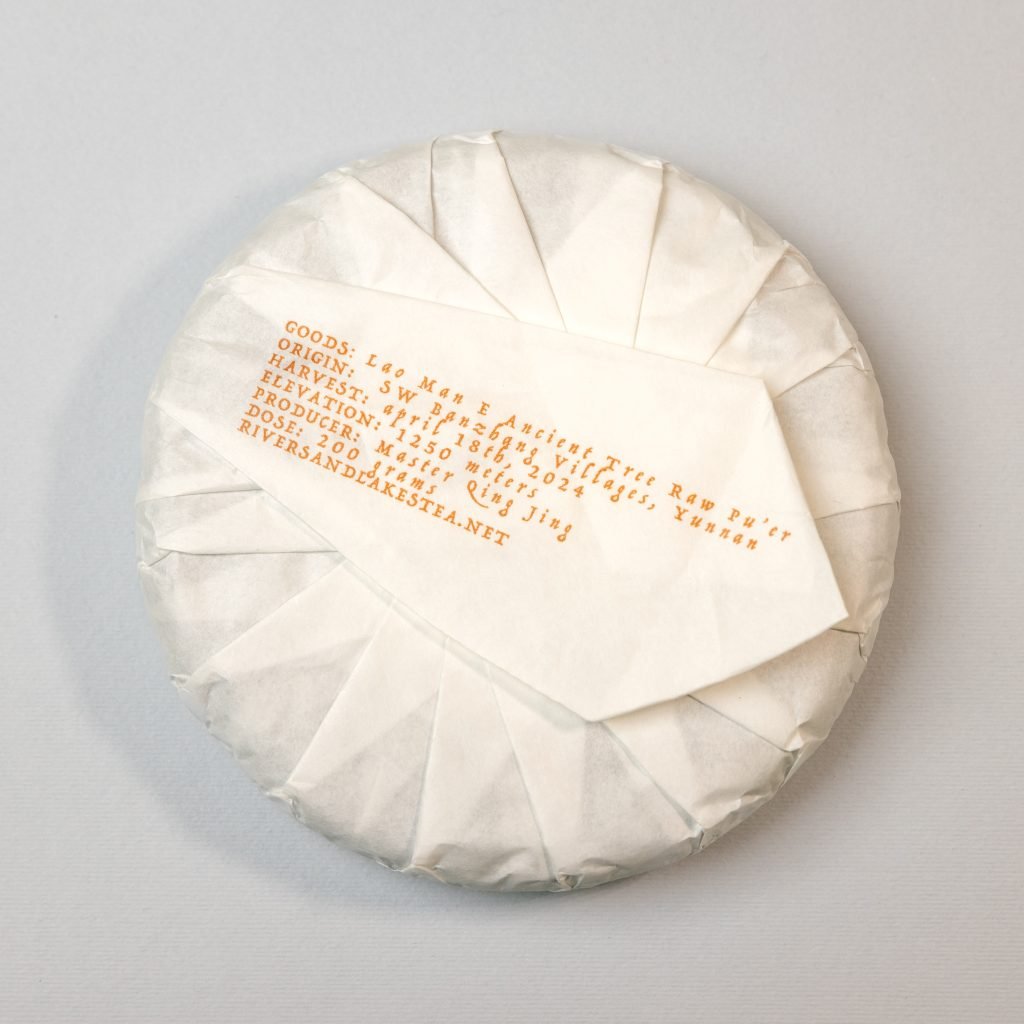 GOODS: Lao Man E Ancient Tree Raw Pu'er
ORIGIN: SW Banzhang Villages, Yunnan
HARVEST: april 18th, 2024
ELEVATION: 1250 meters
PRODUCER: Master Qing Jing
DOSE: 200 grams
RIVERSANDLAKESTEA.NET